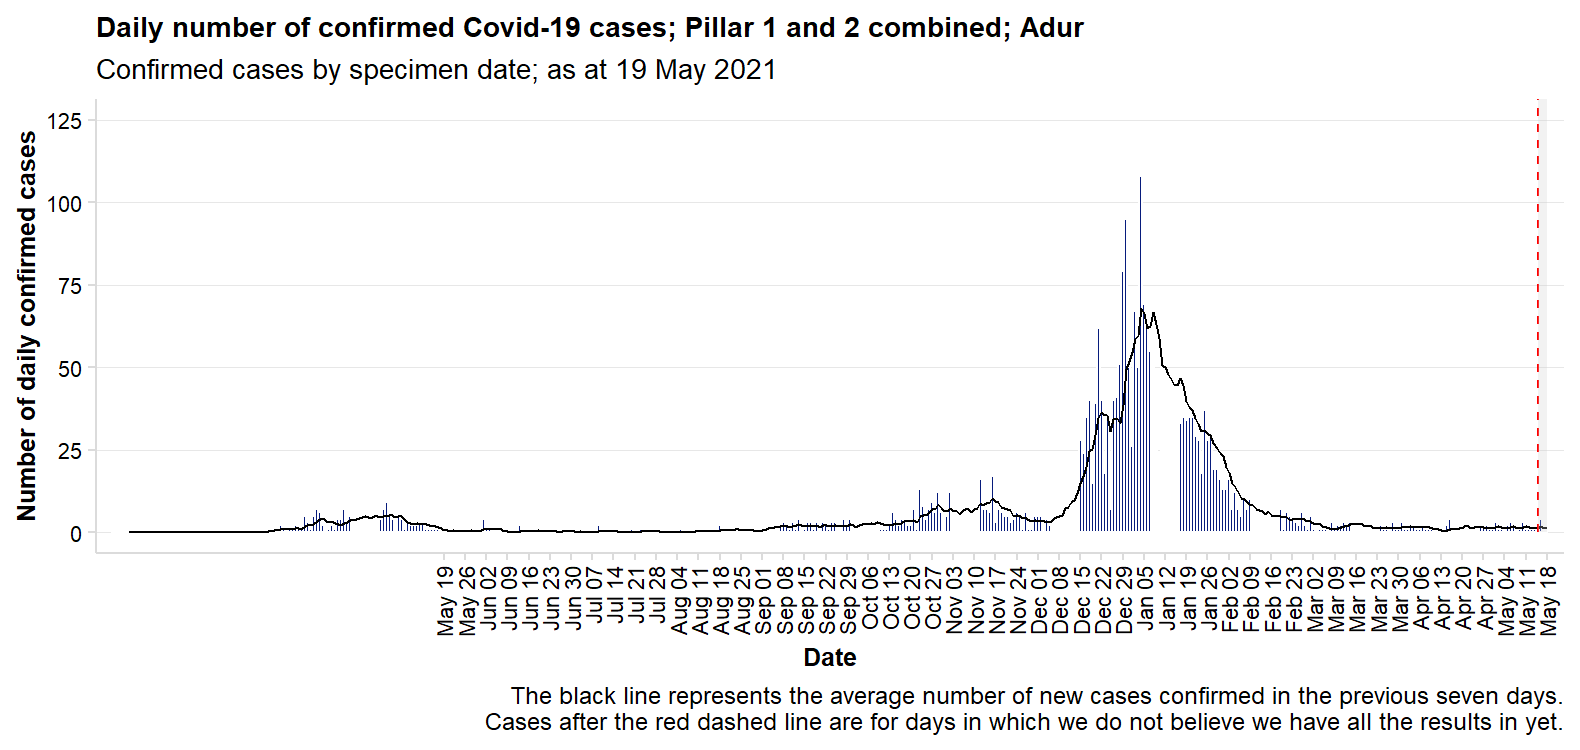 Daily number of confirmed Covid-19 cases; Pillar 1 and 2 combined; Adur
Confirmed cases by specimen date; as at 19 May 2021
Number of daily confirmed cases
125
100
75
50
25
0
May 19
May 26
Jun 02
Jun 09
Jun 16
Jun 23
Jun 30
Jul 07
Jul 14
Jul 21
Jul 28
Aug 04
Aug 11
Aug 18
Aug 25
Sep 01
Sep 08
Sep 15
Sep 22
Sep 29
Oct 06
Oct 13
Oct 20
Oct 27
Nov 03
Nov 10
Nov 17
Nov 24
Dec 01
Dec 08
Dec 15
Dec 22
Dec 29
Jan 05
Jan 12
Jan 19
Jan 26
Feb 02
Feb 09
Feb 16
Feb 23
Mar 02
Mar 09
Mar 16
Mar 23
Mar 30
Apr 06
Apr 13
Apr 20
Apr 27
May 04
May 11
May 18
Date
The black line represents the average number of new cases confirmed in the previous seven days.
Cases after the red dashed line are for days in which we do not believe we have all the results in yet.